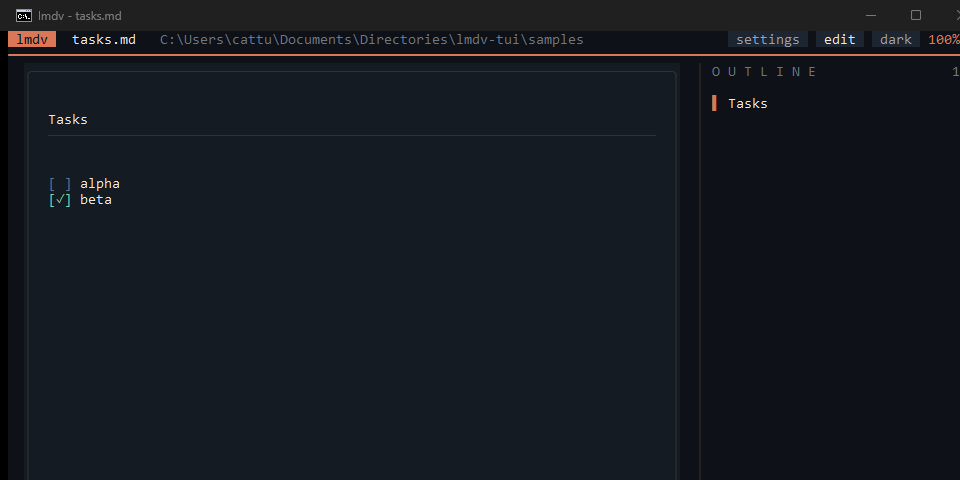 lmdv - tasks.md
lmdv tasks.md C:\Users\cattu\Documents\Directories\lmdv-tui\samples settings edit dark 100%
OUTLINE 1
Tasks
Tasks
[ ] alpha
[✓] beta